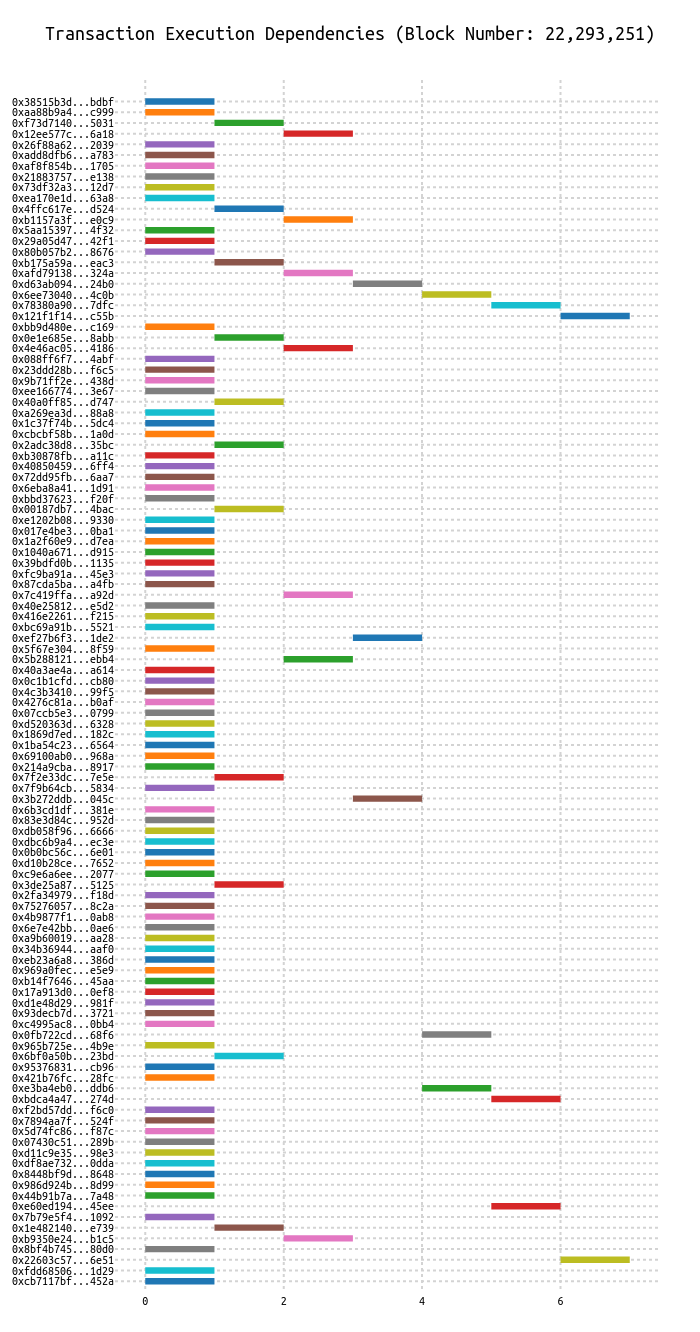 Transaction Execution Dependencies (Block Number: 22,293,251)
0x38515b3d...bdbf
0xaa88b9a4...c999
0xf73d7140...5031
0x12ee577c...6a18
0x26f88a62...2039
0xadd8dfb6...a783
0xaf8f854b...1705
0x21883757...e138
0x73df32a3...12d7
0xea170e1d...63a8
0x4ffc617e...d524
0xb1157a3f...e0c9
0x5aa15397...4f32
0x29a05d47...42f1
0x80b057b2...8676
0xb175a59a...eac3
0xafd79138...324a
0xd63ab094...24b0
0x6ee73040...4c0b
0x78380a90...7dfc
0x121f1f14...c55b
0xbb9d480e...c169
0x0e1e685e...8abb
0x4e46ac05...4186
0x088ff6f7...4abf
0x23ddd28b...f6c5
0x9b71ff2e...438d
0xee166774...3e67
0x40a0ff85...d747
0xa269ea3d...88a8
0x1c37f74b...5dc4
0xcbcbf58b...1a0d
0x2adc38d8...35bc
0xb30878fb...a11c
0x40850459...6ff4
0x72dd95fb...6aa7
0x6eba8a41...1d91
0xbbd37623...f20f
0x00187db7...4bac
0xe1202b08...9330
0x017e4be3...0ba1
0x1a2f60e9...d7ea
0x1040a671...d915
0x39bdfd0b...1135
0xfc9ba91a...45e3
0x87cda5ba...a4fb
0x7c419ffa...a92d
0x40e25812...e5d2
0x416e2261...f215
0xbc69a91b...5521
0xef27b6f3...1de2
0x5f67e304...8f59
0x5b288121...ebb4
0x40a3ae4a...a614
0x0c1b1cfd...cb80
0x4c3b3410...99f5
0x4276c81a...b0af
0x07ccb5e3...0799
0xd520363d...6328
0x1869d7ed...182c
0x1ba54c23...6564
0x69100ab0...968a
0x214a9cba...8917
0x7f2e33dc...7e5e
0x7f9b64cb...5834
0x3b272ddb...045c
0x6b3cd1df...381e
0x83e3d84c...952d
0xdb058f96...6666
0xdbc6b9a4...ec3e
0x0b0bc56c...6e01
0xd10b28ce...7652
0xc9e6a6ee...2077
0x3de25a87...5125
0x2fa34979...f18d
0x75276057...8c2a
0x4b9877f1...0ab8
0x6e7e42bb...0ae6
0xa9b60019...aa28
0x34b36944...aaf0
0xeb23a6a8...386d
0x969a0fec...e5e9
0xb14f7646...45aa
0x17a913d0...0ef8
0xd1e48d29...981f
0x93decb7d...3721
0xc4995ac8...0bb4
0x0fb722cd...68f6
0x965b725e...4b9e
0x6bf0a50b...23bd
0x95376831...cb96
0x421b76fc...28fc
0xe3ba4eb0...ddb6
0xbdca4a47...274d
0xf2bd57dd...f6c0
0x7894aa7f...524f
0x5d74fc86...f87c
0x07430c51...289b
0xd11c9e35...98e3
0xdf8ae732...0dda
0x8448bf9d...8648
0x986d924b...8d99
0x44b91b7a...7a48
0xe60ed194...45ee
0x7b79e5f4...1092
0x1e482140...e739
0xb9350e24...b1c5
0x8bf4b745...80d0
0x22603c57...6e51
0xfdd68506...1d29
0xcb7117bf...452a
0 2 4 6